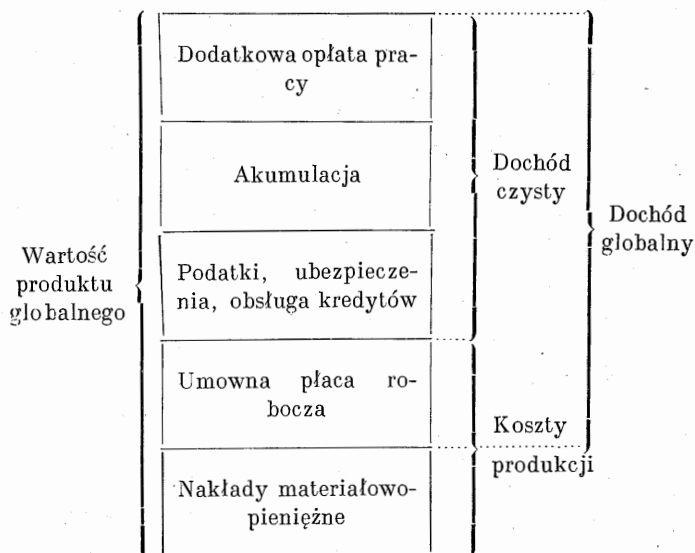 Dodatkowa opłata pra-
cy
Akumulacja
Dochód
czysty
Dochód
globalny
Wartość
produktu
globalnego
Podatki, ubezpiecze-
nia, obsługa kredytów
Umowna płaca ro-
bocza
Koszty
produkcji
Nakłady materiałowo-
pieniężne